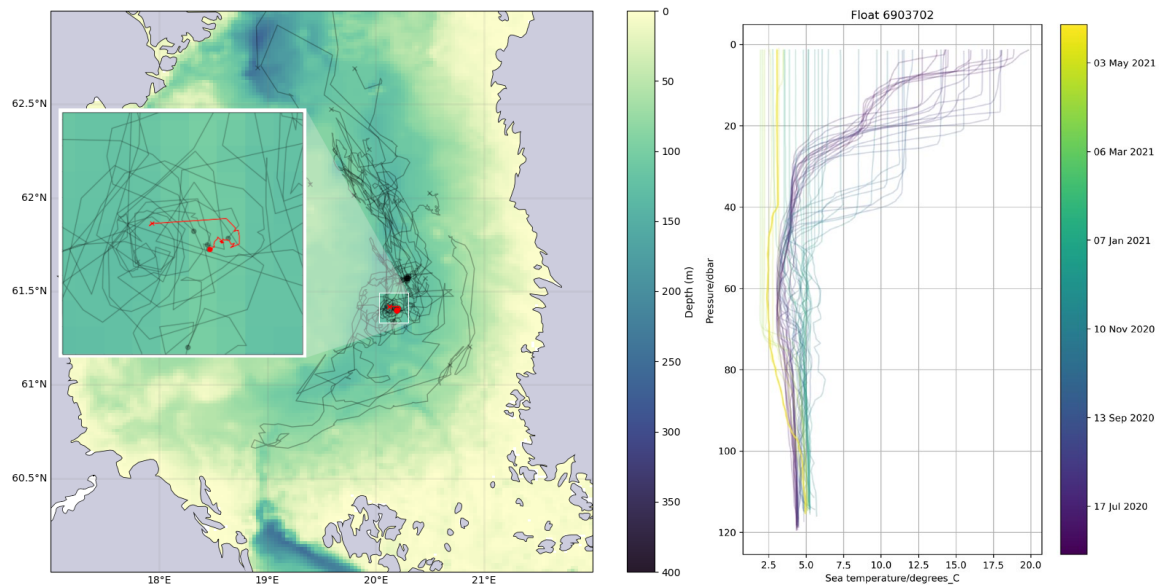 62.5°N
62°N
61.5°N
61°N
60.5°N
18°E
19°E
20°E
21°E
0
50
100
150
200
250
300
350
400
Depth (m)
Float 6903702
0
20
40
60
80
100
120
Pressure/dbar
2.5
5.0
7.5
10.0
12.5
15.0
17.5
20.0
Sea temperature/degrees_C
03 May 2021
06 Mar 2021
07 Jan 2021
10 Nov 2020
13 Sep 2020
17 Jul 2020